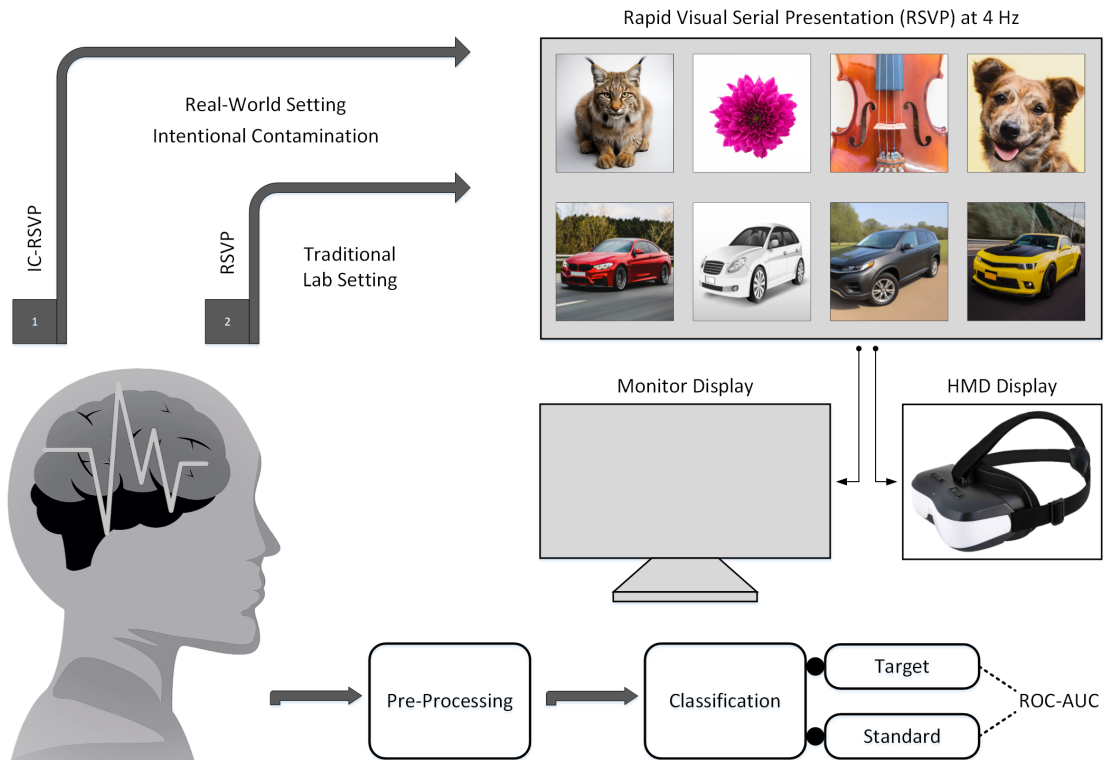 Rapid Visual Serial Presentation (RSVP) at 4 Hz
Real-World Setting
Intentional Contamination
IC-RSVP
RSVP
Traditional
Lab Setting
1
2
Monitor Display
HMD Display
Pre-Processing
Classification
Target
Standard
ROC-AUC